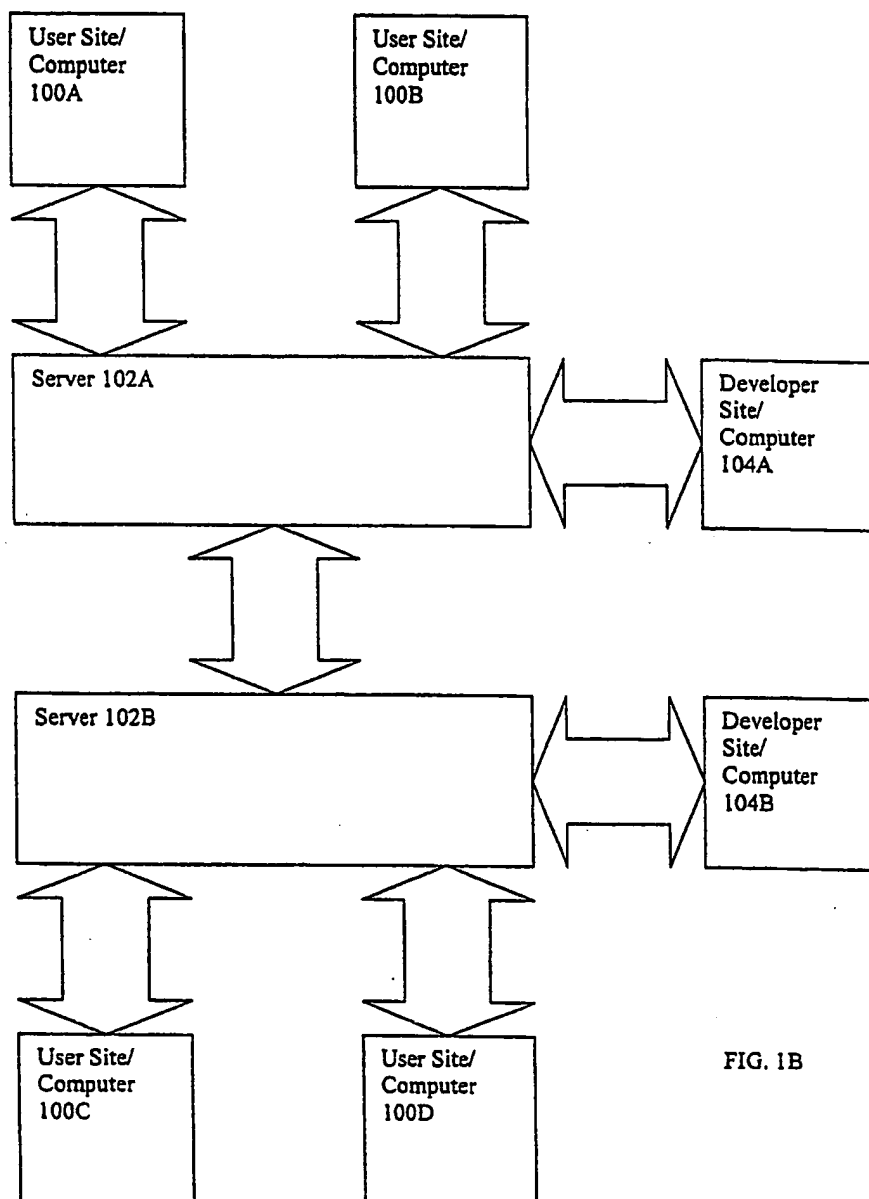 User Site/
Computer
100A
User Site/
Computer
100B
Server 102A
Developer
Site/
Computer
104A
Server 102B
Developer
Site/
Computer
104B
User Site/
Computer
100C
User Site/
Computer
100D
FIG. 1B